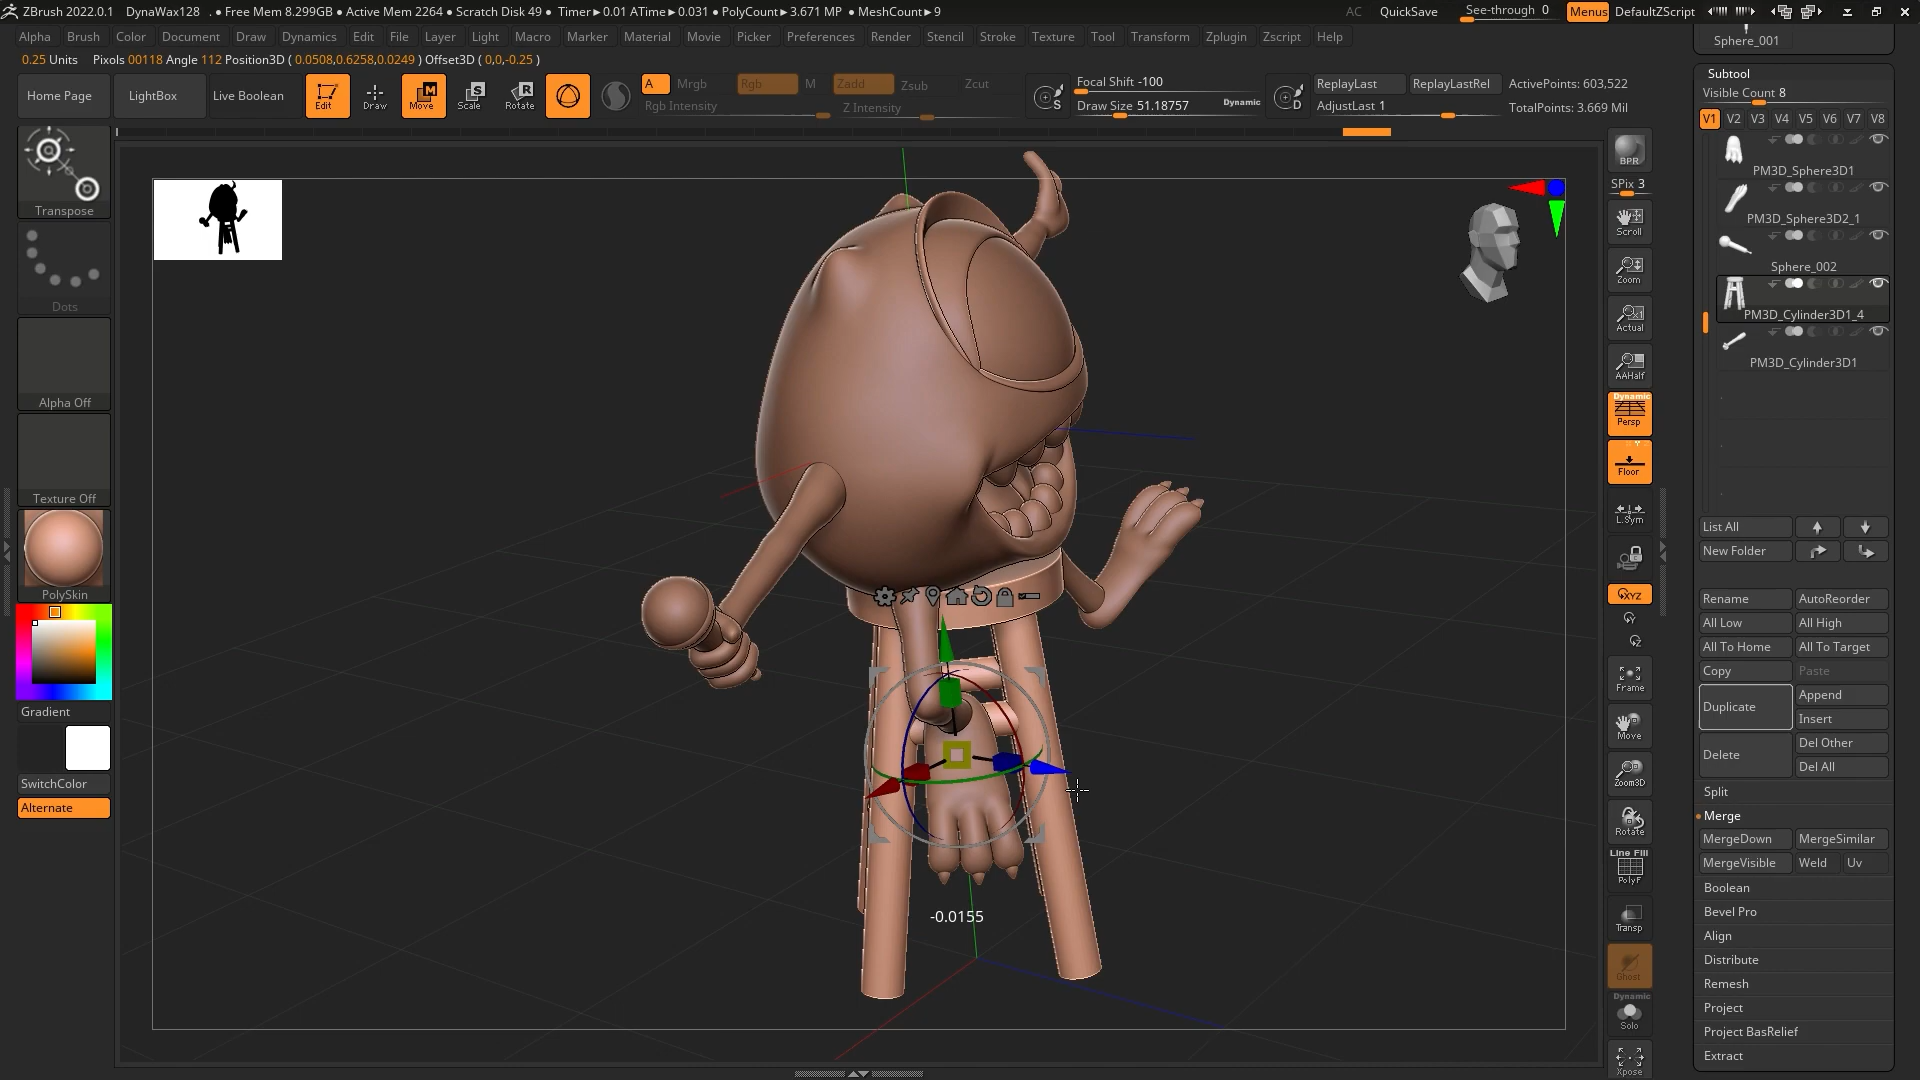 ZBrush 2022.0.1 DynaWax128 . ● Free Mem 8.299GB ● Active Mem 2264 ● Scratch Disk 49 ● Timer►0.01 ATime►0.031 ● PolyCount►3.671 MP ● MeshCount►9 AC QuickSave See-through 0 Menus DefaultZScript
Alpha Brush Color Document Draw Dynamics Edit File Layer Light Macro Marker Material Movie Picker Preferences Render Stencil Stroke Texture Tool Transform Zplugin Zscript Help
Sphere_001
0.25 Units Pixols 00118 Angle 112 Position3D ( 0.0508,0.6258,0.0249 ) Offset3D ( 0,0,-0.25 )
Home Page LightBox Live Boolean Edit Draw Move Scale Rotate
A Mrgb Rgb M Zadd Zsub Zcut
Rgb Intensity Z Intensity
Focal Shift -100
Draw Size 51.18757 Dynamic
ReplayLast ReplayLastRel
AdjustLast 1
ActivePoints: 603,522
TotalPoints: 3.669 Mil
Transpose
Dots
Alpha Off
Texture Off
PolySkin
Gradient
SwitchColor
Alternate
-0.0155
BPR
SPix 3
Scroll
Zoom
Actual
AAHalf
Dynamic
Persp
Floor
L.Sym
XYZ
Frame
Move
Zoom3D
Rotate
Line Fill
PolyF
Transp
Ghost
Dynamic
Solo
Xpose
Subtool
Visible Count 8
V1 V2 V3 V4 V5 V6 V7 V8
PM3D_Sphere3D1
PM3D_Sphere3D2_1
Sphere_002
PM3D_Cylinder3D1_4
PM3D_Cylinder3D1
List All
New Folder
Rename AutoReorder
All Low All High
All To Home All To Target
Copy Paste
Duplicate Append
Insert
Delete Del Other
Del All
Split
Merge
MergeDown MergeSimilar
MergeVisible Weld Uv
Boolean
Bevel Pro
Align
Distribute
Remesh
Project
Project BasRelief
Extract